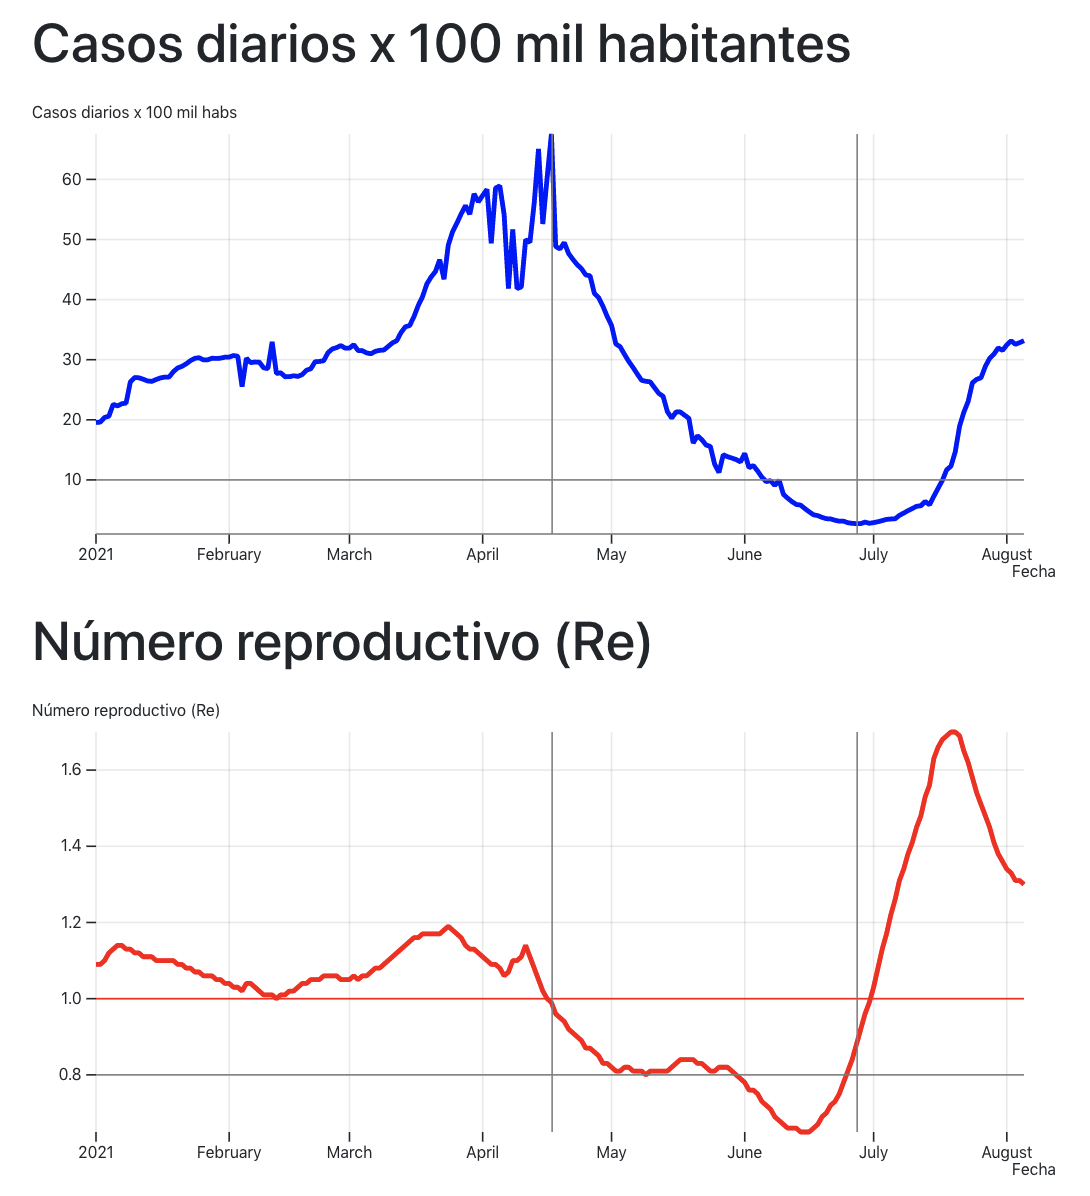 Casos diarios x 100 mil habitantes
Casos diarios x 100 mil habs
60
50
40
30
20
10
2021 February March April May June July August
Fecha
Número reproductivo (Re)
Número reproductivo (Re)
1.6
1.4
1.2
1.0
0.8
2021 February March April May June July August
Fecha